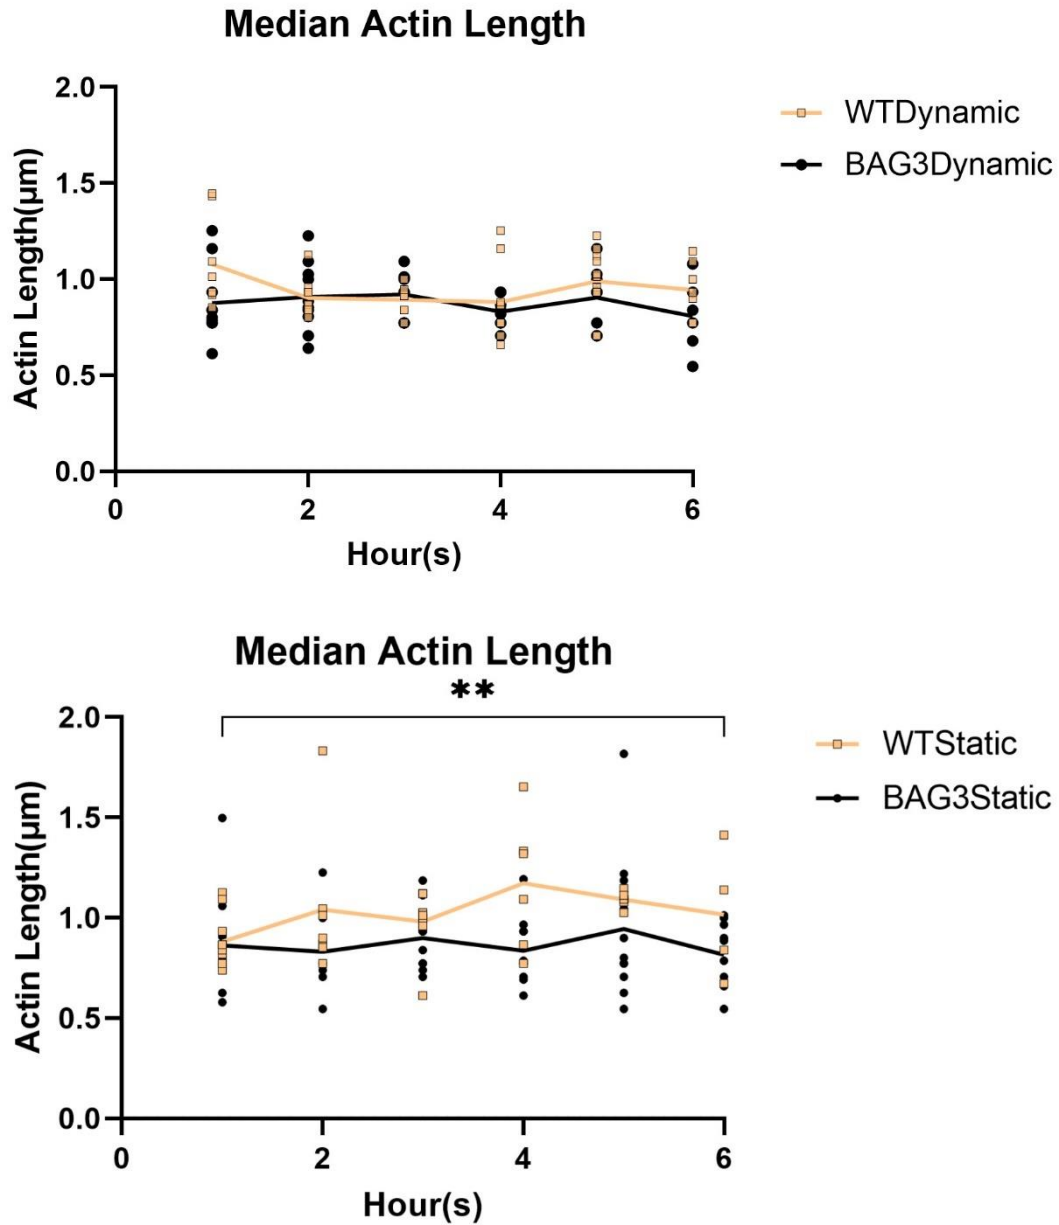 Median Actin Length
2.0
1.5
1.0
0.5
0.0
0 2 4 6
Actin Length(μm)
Hour(s)
WTDynamic
BAG3Dynamic
Median Actin Length
**
2.0
1.5
1.0
0.5
0.0
0 2 4 6
Actin Length(μm)
Hour(s)
WTStatic
BAG3Static